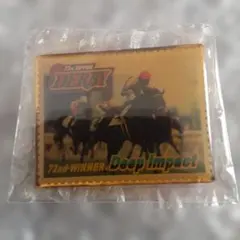 DERBY
72nd WINNER Deep Impact